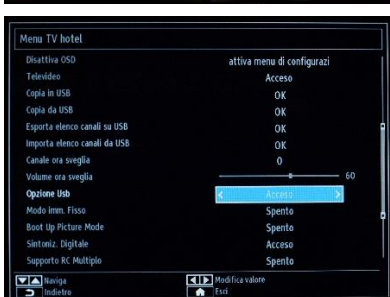 Menu TV hotel
Disattiva OSD attiva menu di configurazi
Televideo Acceso
Copia in USB OK
Copia da USB OK
Esporta elenco canali su USB OK
Importa elenco canali da USB OK
Canale ora sveglia 0
Volume ora sveglia 60
Opzione Usb Acceso
Modo imm. Fisso Spento
Boot Up Picture Mode Spento
Sintoniz. Digitale Acceso
Supporto RC Multiplo Spento
Naviga Modifica valore
Indietro Esci